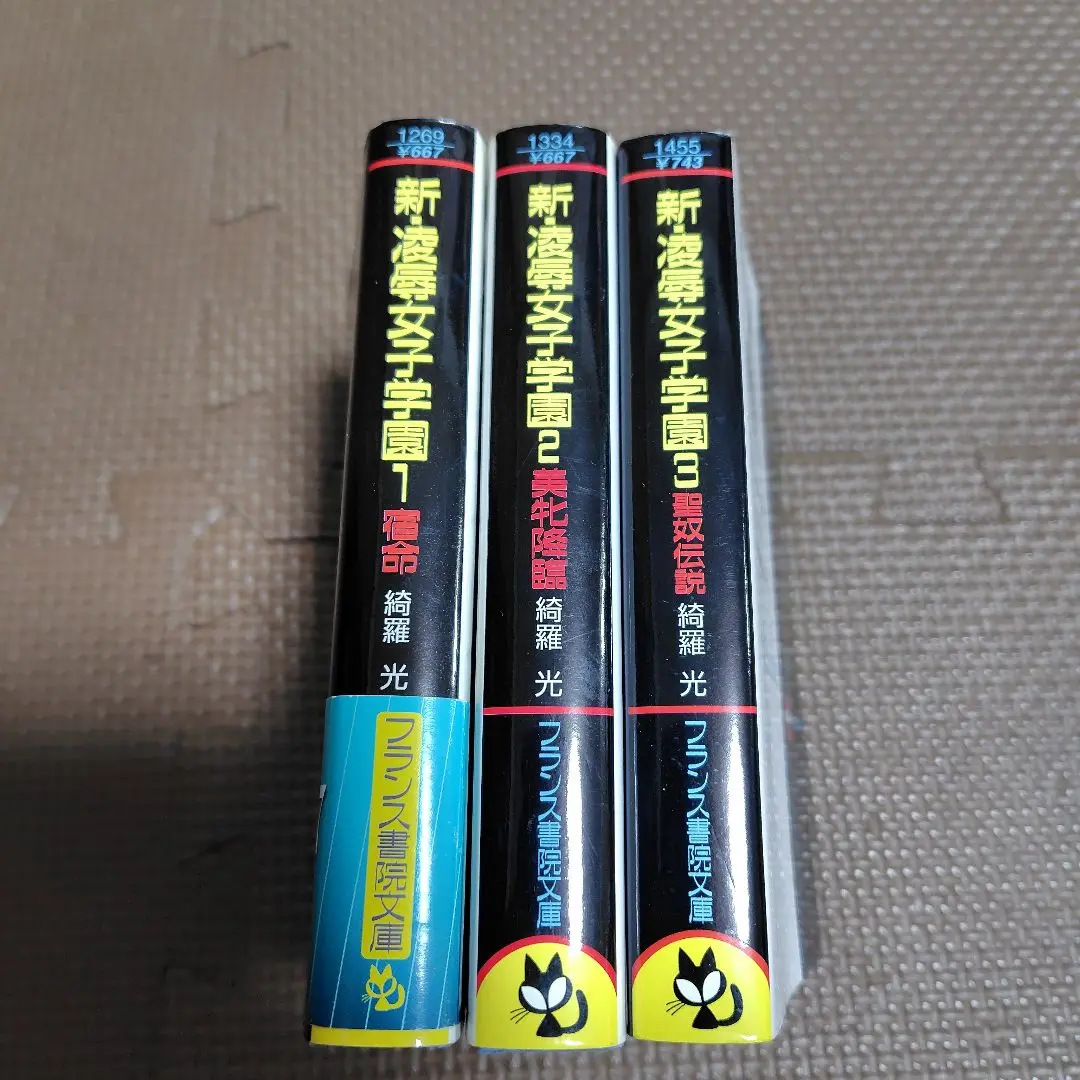 1269
¥667
新・凌辱女子学園1
宿命
綺羅 光
フランス書院文庫
1334
¥667
新・凌辱女子学園2
美牝降臨
綺羅 光
フランス書院文庫
1455
¥743
新・凌辱女子学園3
聖奴伝説
綺羅 光
フランス書院文庫